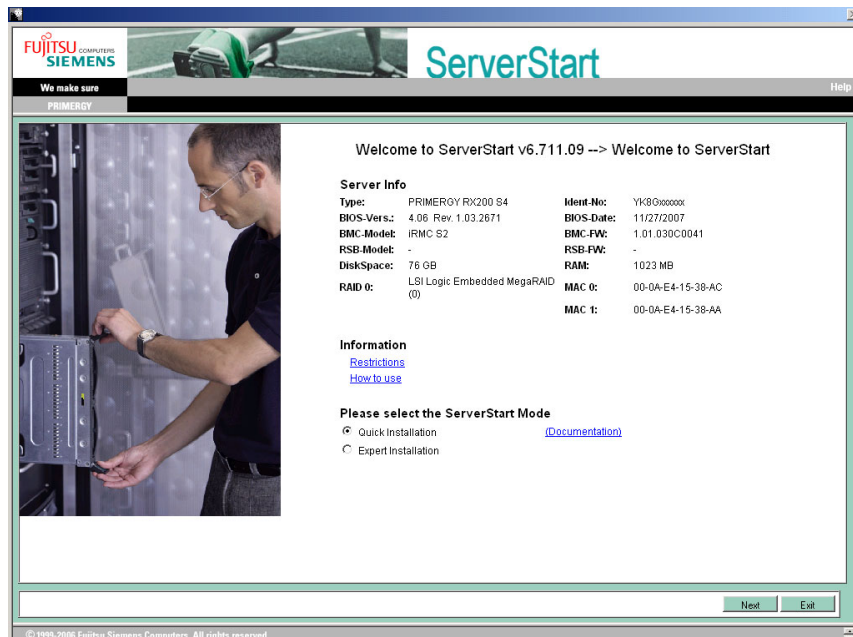 FUJITSU COMPUTERS
SIEMENS
ServerStart
We make sure
Help
PRIMERGY
Welcome to ServerStart v6.711.09 --> Welcome to ServerStart
Server Info
Type: PRIMERGY RX200 S4 Ident-No: YK8Gxxxxxx
BIOS-Vers.: 4.06 Rev. 1.03.2671 BIOS-Date: 11/27/2007
BMC-Model: iRMC S2 BMC-FW: 1.01.030C0041
RSB-Model: - RSB-FW: -
DiskSpace: 76 GB RAM: 1023 MB
RAID 0: LSI Logic Embedded MegaRAID (0) MAC 0: 00-0A-E4-15-38-AC
MAC 1: 00-0A-E4-15-38-AA
Information
Restrictions
How to use
Please select the ServerStart Mode
Quick Installation (Documentation)
Expert Installation
Next Exit
© 1999-2006 Fujitsu Siemens Computers. All rights reserved